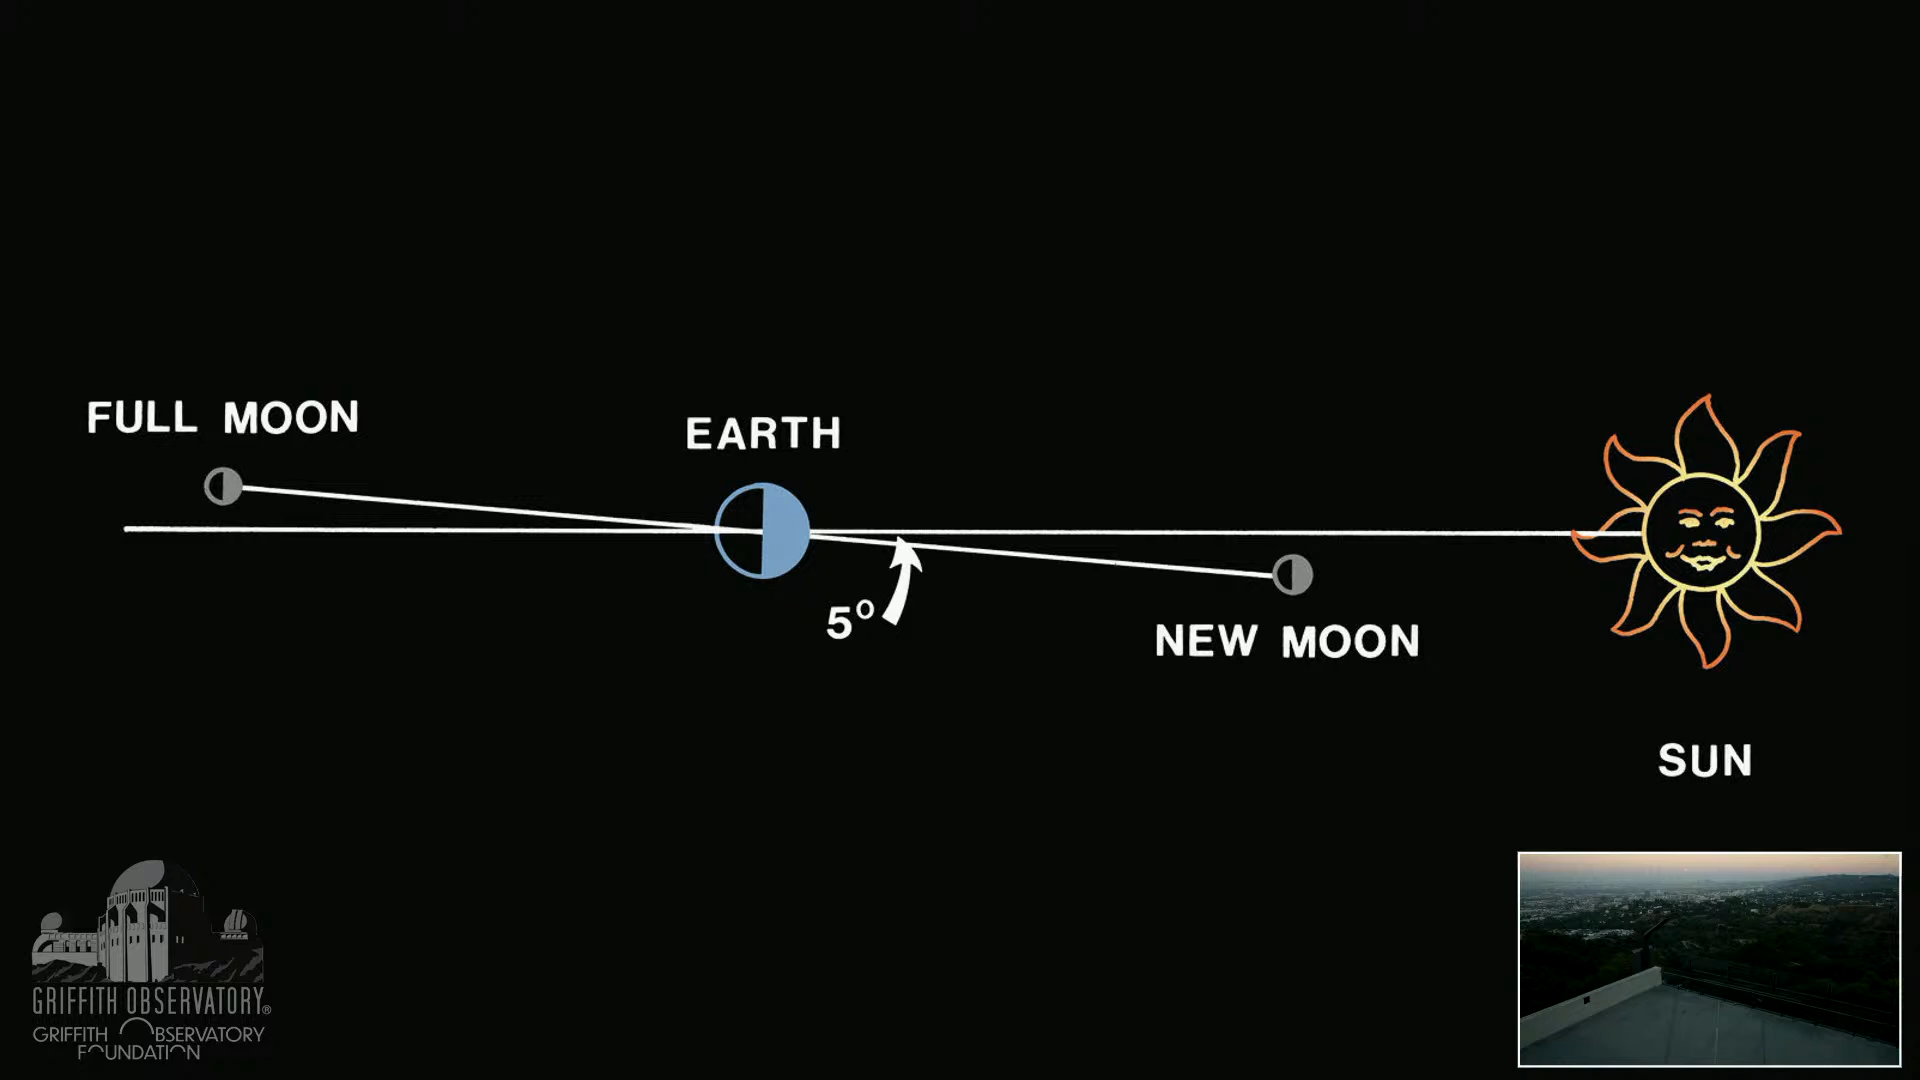 FULL MOON
EARTH
5°
NEW MOON
SUN
GRIFFITH OBSERVATORY®
GRIFFITH OBSERVATORY
FOUNDATION